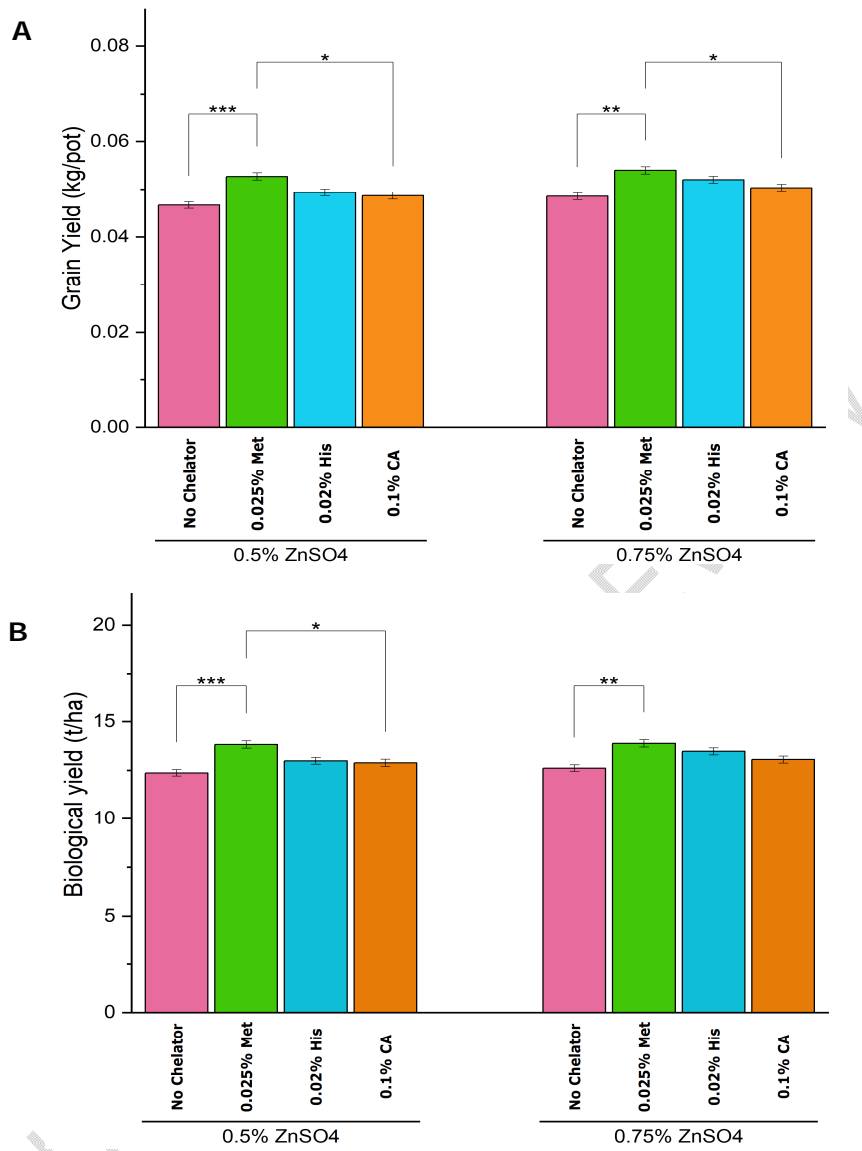 A
0.08
0.06
0.04
0.02
0.00
Grain Yield (kg/pot)
***
*
**
*
No Chelator
0.025% Met
0.02% His
0.1% CA
No Chelator
0.025% Met
0.02% His
0.1% CA
0.5% ZnSO4
0.75% ZnSO4
B
20
15
10
5
0
Biological yield (t/ha)
***
*
**
No Chelator
0.025% Met
0.02% His
0.1% CA
No Chelator
0.025% Met
0.02% His
0.1% CA
0.5% ZnSO4
0.75% ZnSO4